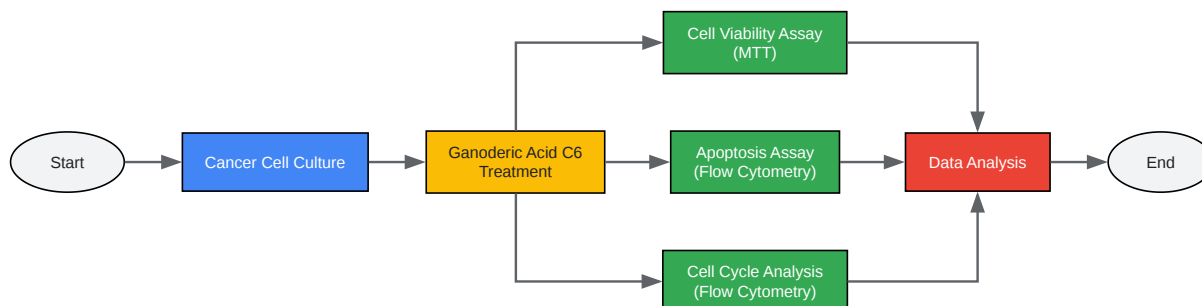 Start
Cancer Cell Culture
Ganoderic Acid C6
Treatment
Cell Viability Assay
(MTT)
Apoptosis Assay
(Flow Cytometry)
Cell Cycle Analysis
(Flow Cytometry)
Data Analysis
End